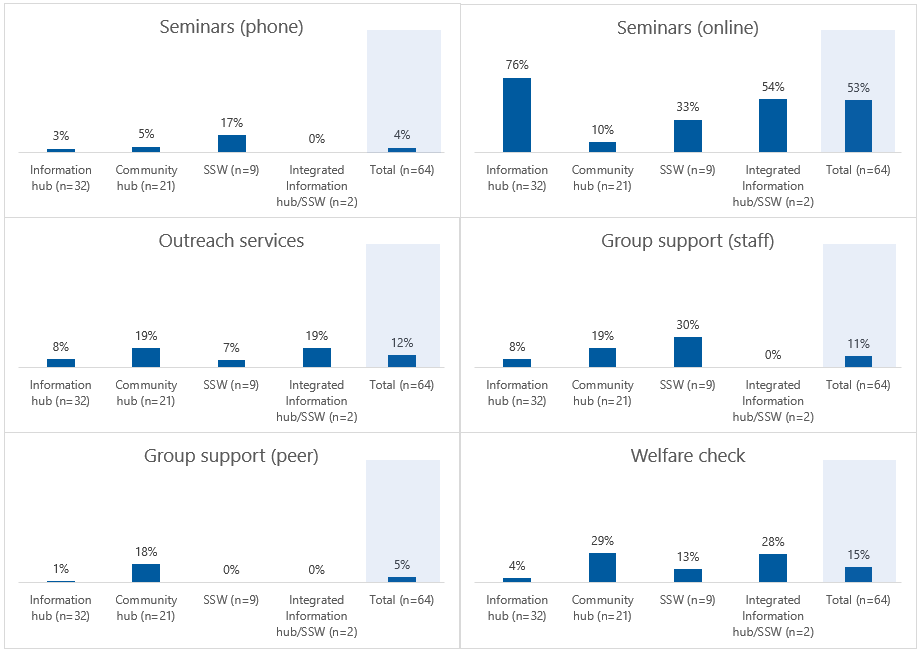 Seminars (phone)
3%
5%
17%
0%
4%
Information
hub (n=32)
Community
hub (n=21)
SSW (n=9)
Integrated
Information
hub/SSW (n=2)
Total (n=64)
Seminars (online)
76%
10%
33%
54%
53%
Information
hub (n=32)
Community
hub (n=21)
SSW (n=9)
Integrated
Information
hub/SSW (n=2)
Total (n=64)
Outreach services
8%
19%
7%
19%
12%
Information
hub (n=32)
Community
hub (n=21)
SSW (n=9)
Integrated
Information
hub/SSW (n=2)
Total (n=64)
Group support (staff)
8%
19%
30%
0%
11%
Information
hub (n=32)
Community
hub (n=21)
SSW (n=9)
Integrated
Information
hub/SSW (n=2)
Total (n=64)
Group support (peer)
1%
18%
0%
0%
5%
Information
hub (n=32)
Community
hub (n=21)
SSW (n=9)
Integrated
Information
hub/SSW (n=2)
Total (n=64)
Welfare check
4%
29%
13%
28%
15%
Information
hub (n=32)
Community
hub (n=21)
SSW (n=9)
Integrated
Information
hub/SSW (n=2)
Total (n=64)